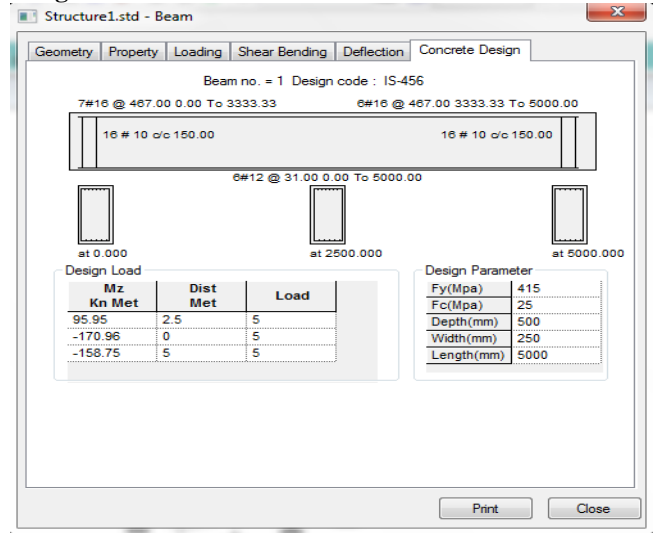 Structure1.std - Beam
Geometry Property Loading Shear Bending Deflection Concrete Design
Beam no. = 1 Design code : IS-456
7#16 @ 467.00 0.00 To 3333.33 6#16 @ 467.00 3333.33 To 5000.00
16 # 10 c/c 150.00 16 # 10 c/c 150.00
6#12 @ 31.00 0.00 To 5000.00
at 0.000 at 2500.000 at 5000.000
Design Load Design Parameter
Mz Kn Met Dist Met Load
95.95 2.5 5
-170.96 0 5
-158.75 5 5
Fy(Mpa) 415
Fc(Mpa) 25
Depth(mm) 500
Width(mm) 250
Length(mm) 5000
Print Close